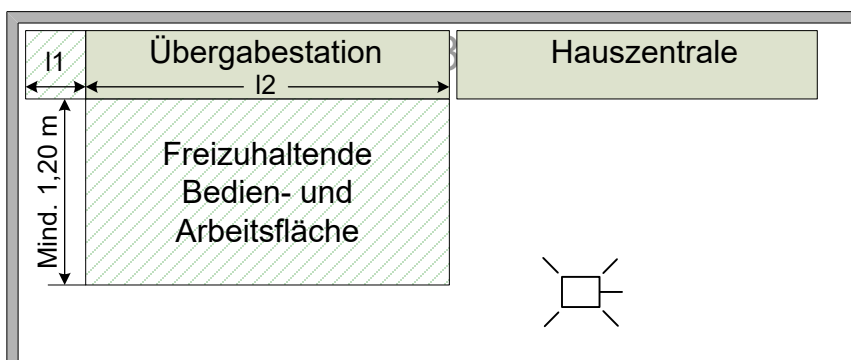 l1
Übergabestation
Hauszentrale
l2
Mind. 1,20 m
Freizuhaltende
Bedien- und
Arbeitsfläche